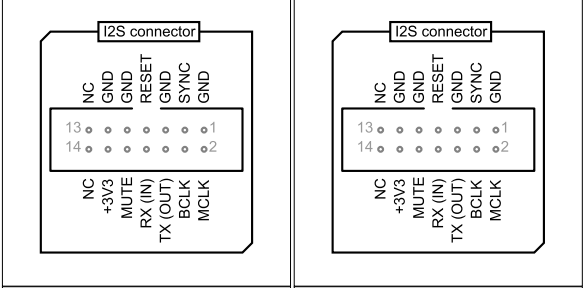 I2S connector
NC GND GND RESET GND SYNC GND
13 1
14 2
NC +3V3 MUTE RX (IN) TX (OUT) BCLK MCLK
I2S connector
NC GND GND RESET GND SYNC GND
13 1
14 2
NC +3V3 MUTE RX (IN) TX (OUT) BCLK MCLK